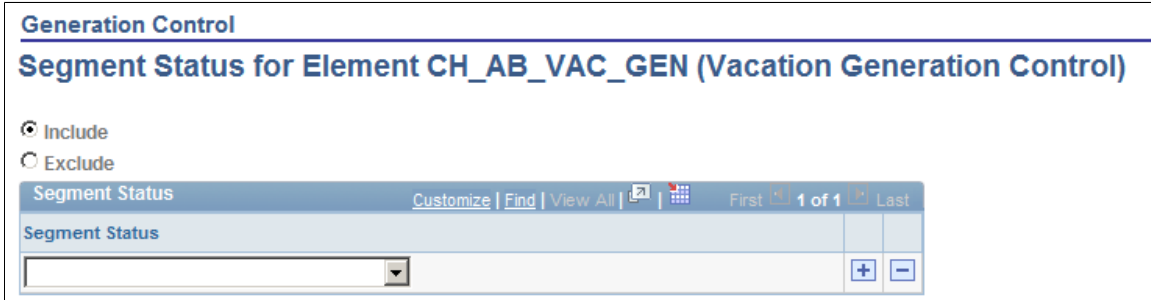 Generation Control
Segment Status for Element CH_AB_VAC_GEN (Vacation Generation Control)
Include
Exclude
Segment Status Customize | Find | View All | | First 1 of 1 Last
Segment Status